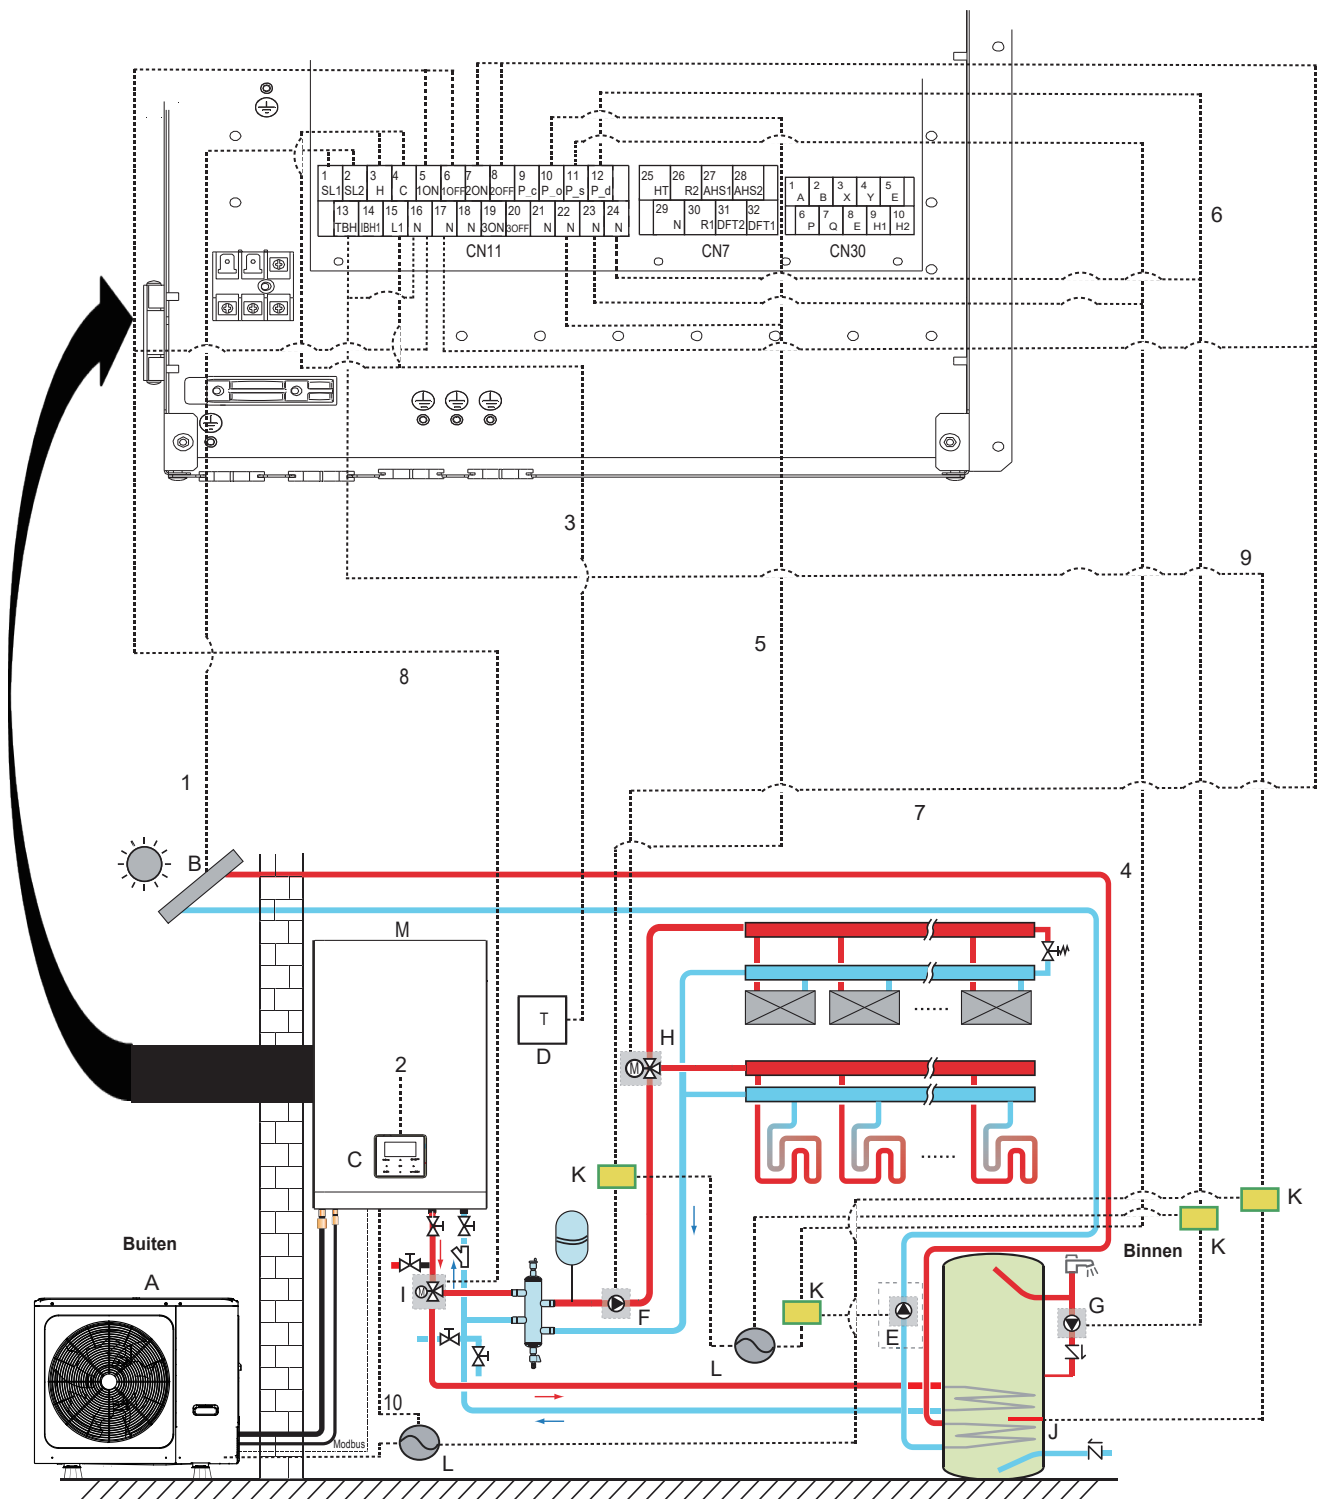 1 2 3 4 5 6 7 8 9 10 11 12
SL1 SL2 H C 1ON 1OFF 2ON 2OFF P_c P_o P_s P_d
13 14 15 16 17 18 19 20 21 22 23 24
TBH IBH1 L1 N N N 3ON 3OFF N N N N
CN11
25 26 27 28
HT R2 AHS1 AHS2
29 30 31 32
N R1 DFT2 DFT1
CN7
1 2 3 4 5
A B X Y E
6 7 8 9 10
P Q E H1 H2
CN30
6
3
9
5
8
1
7
B
4
M
T
D
H
M
2
C
K
K
K
Buiten
Binnen
A
I
M
F
K
E
G
L
10
J
Modbus
L